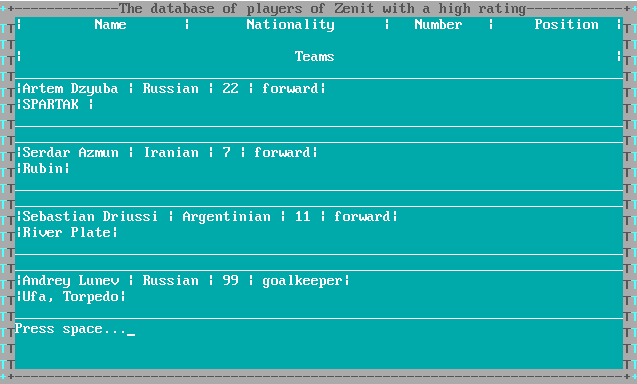 The database of players of Zenit with a high rating
| Name | Nationality | Number | Position |
| Teams |
|Artem Dzyuba | Russian | 22 | forward|
|SPARTAK |
|Serdar Azmun | Iranian | 7 | forward|
|Rubin|
|Sebastian Driussi | Argentinian | 11 | forward|
|River Plate|
|Andrey Lunev | Russian | 99 | goalkeeper|
|Ufa, Torpedo|
Press space..._